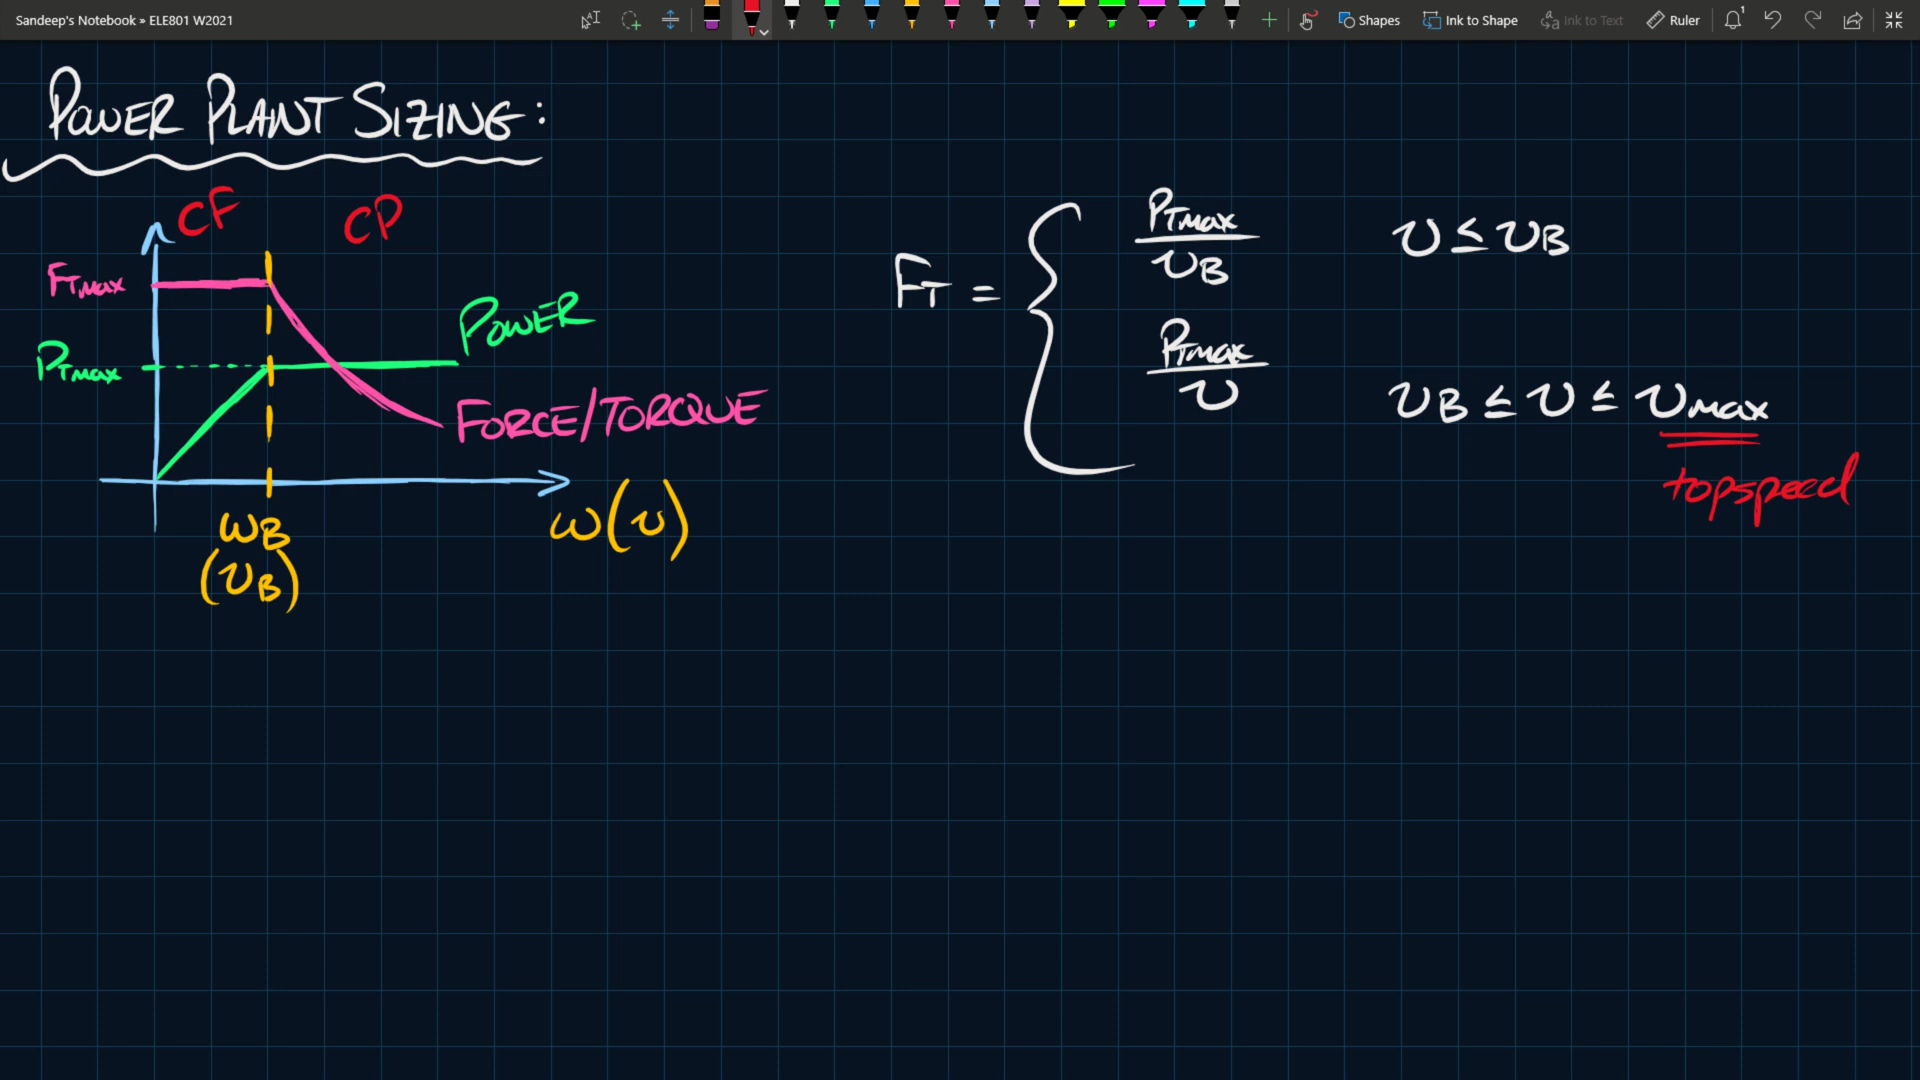 Sandeep's Notebook » ELE801 W2021
Shapes
Ink to Shape
Ink to Text
Ruler
1
POWER PLANT SIZING:
CF
CP
FTMAX
PTMAX
POWER
FORCE/TORQUE
ωB
(vB)
ω(v)
FT =
PTMAX
vB
v ≤ vB
PTMAX
v
vB ≤ v ≤ vMAX
topspeed